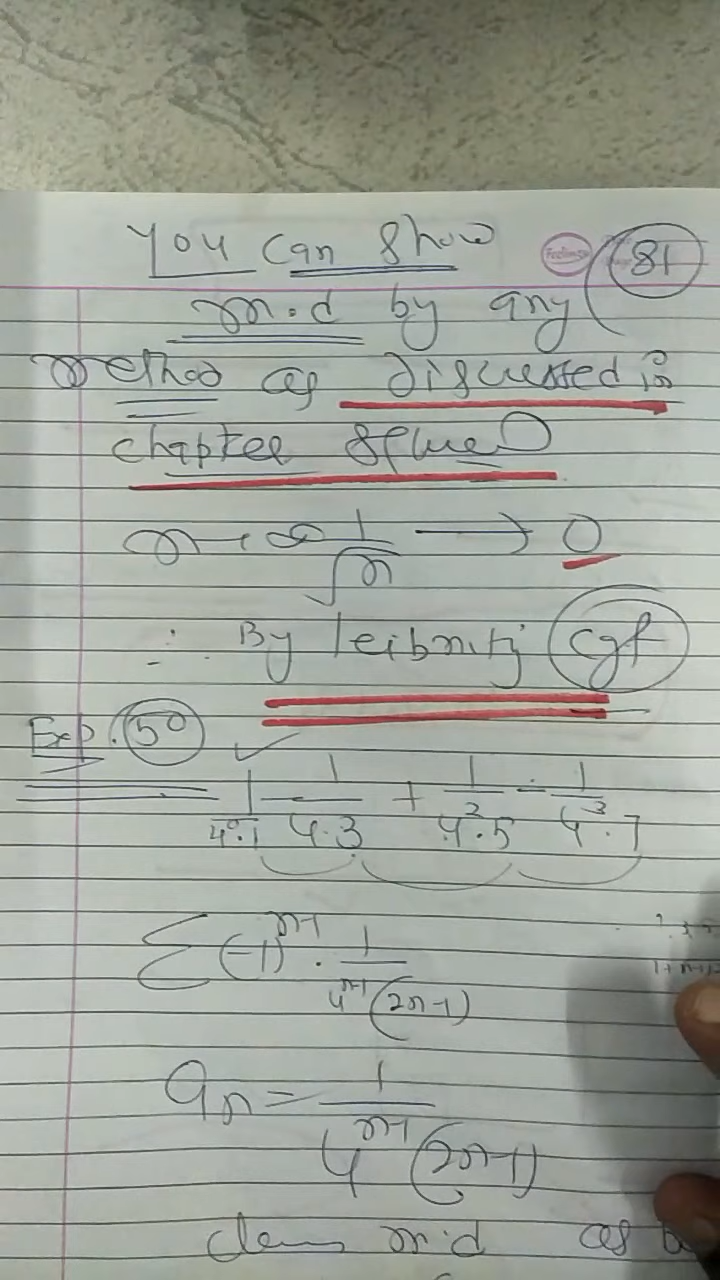 You can show
81
m.d by any
method as discussed in
chapter
n→∞ 1/√n → 0
∴ By leibnitz cgt
Exp. 50
1/4⁰·1 - 1/4·3 + 1/4²·5 - 1/4³·7
Σ (-1)ⁿ⁻¹ · 1/4ⁿ⁻¹(2n-1)
an = 1/4ⁿ⁻¹(2n-1)
m.d as